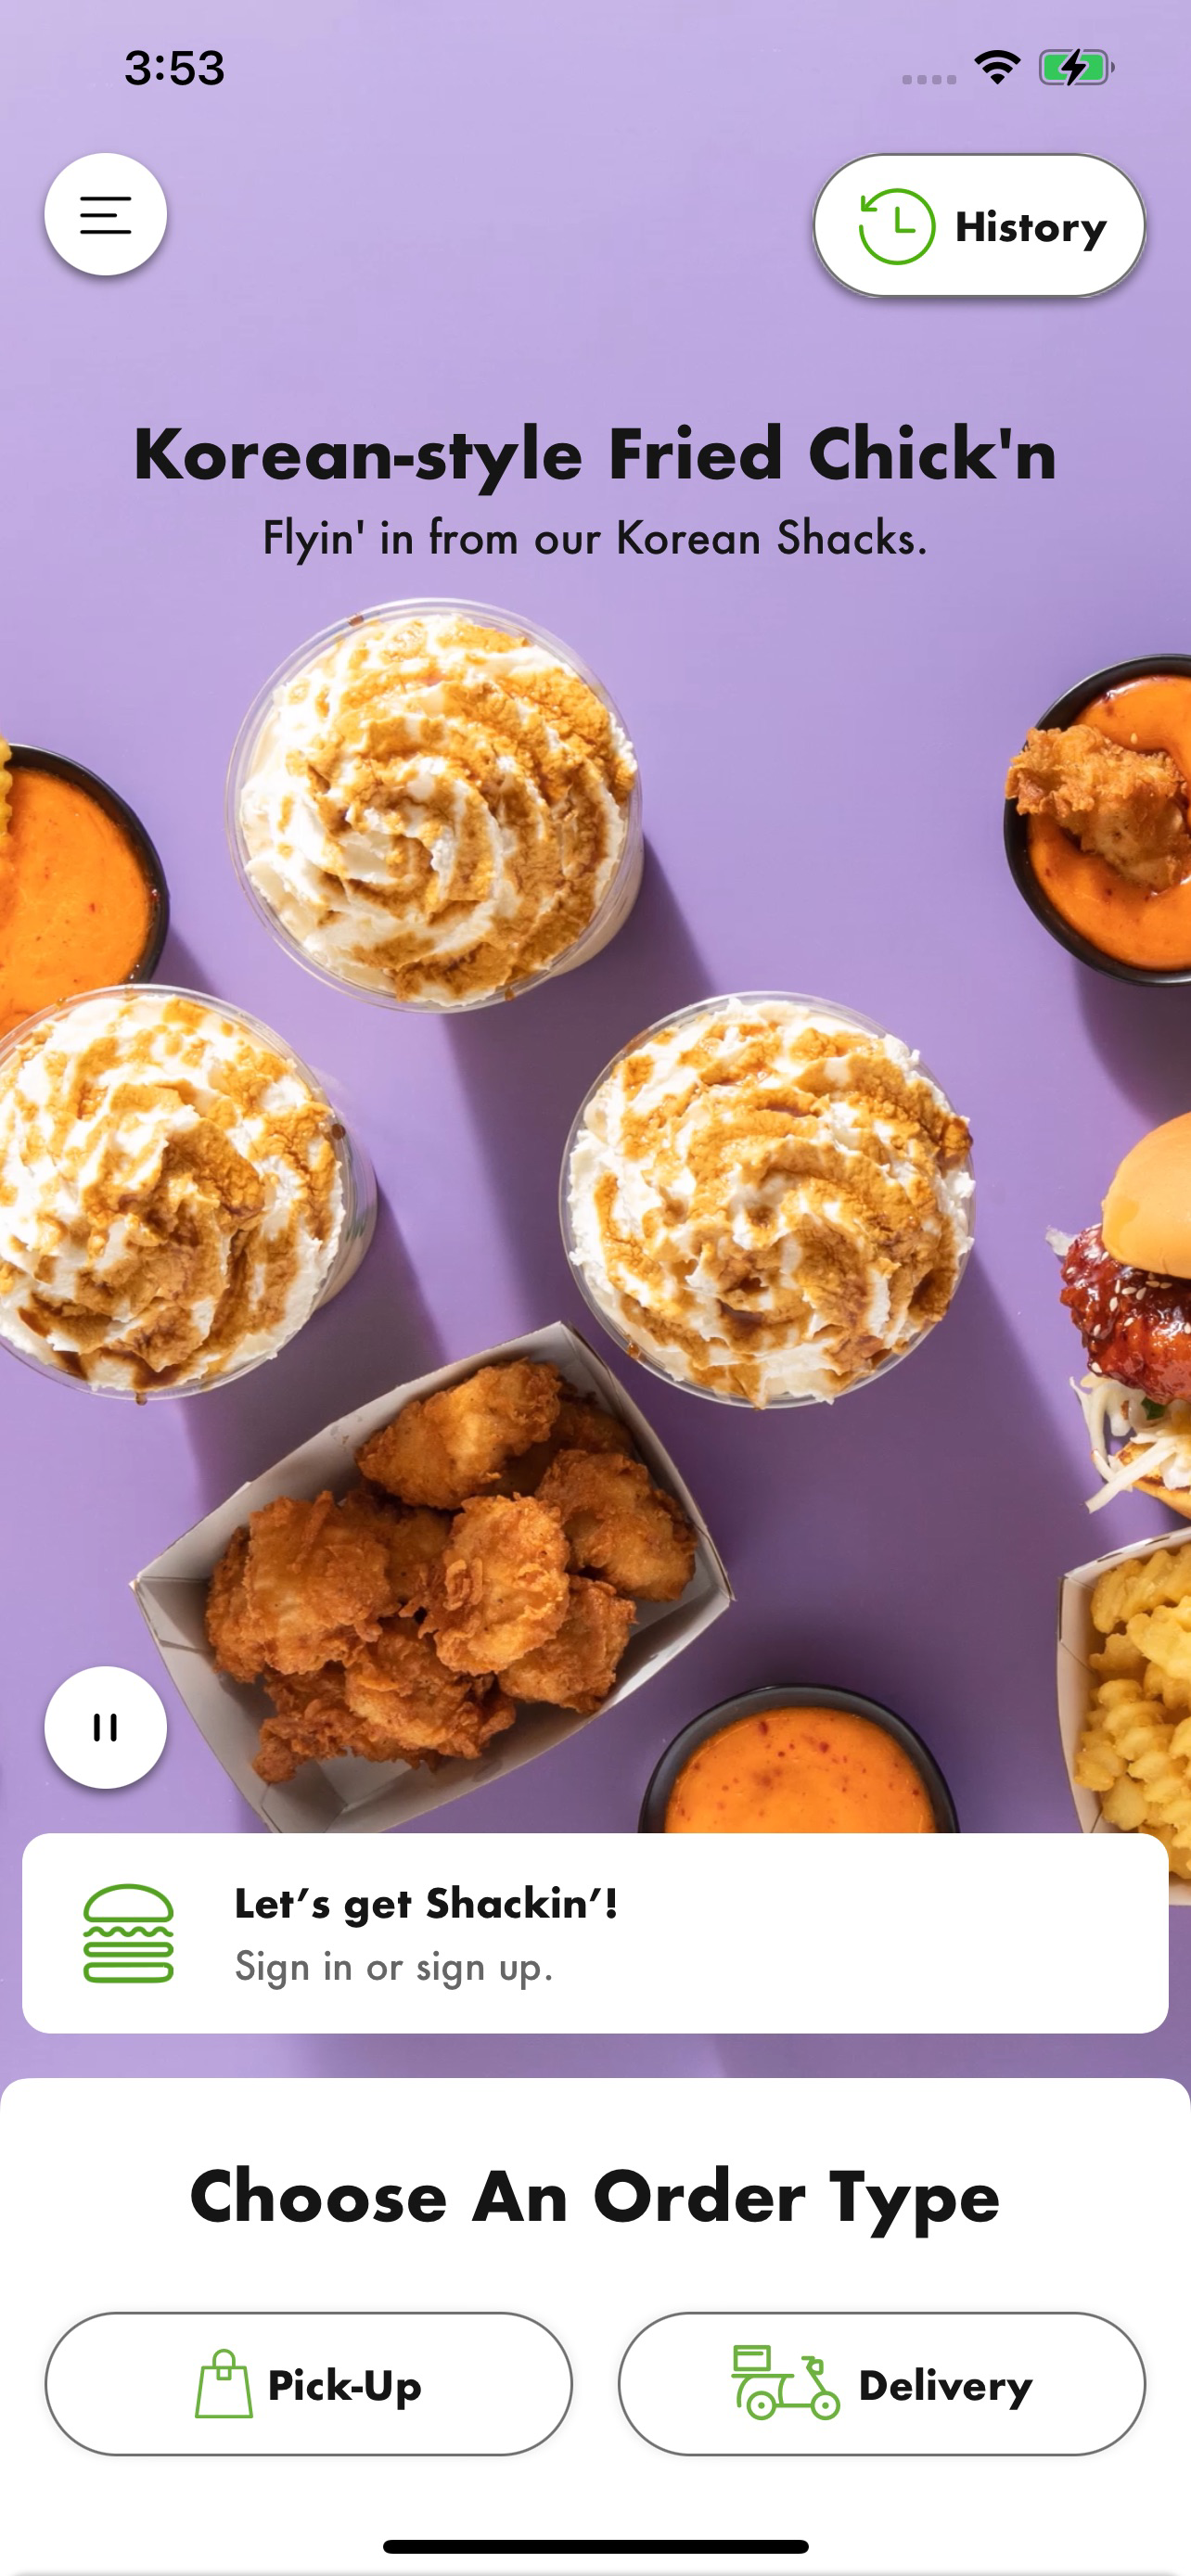 3:53
History
Korean-style Fried Chick'n
Flyin' in from our Korean Shacks.
Let’s get Shackin’!
Sign in or sign up.
Choose An Order Type
Pick-Up
Delivery